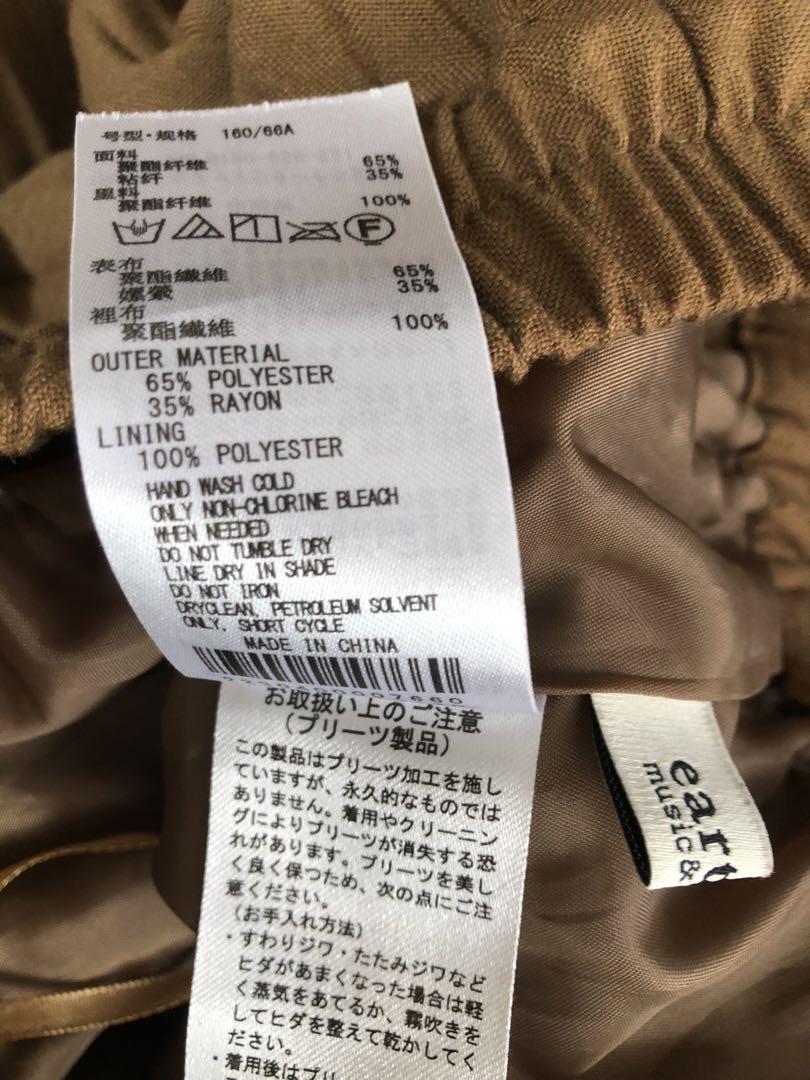 号型・规格 160/66A
面料
聚酯纤维 65%
粘纤 35%
里料
聚酯纤维 100%
F
表布
聚酯纖維 65%
嫘縈 35%
裡布
聚酯纖維 100%
OUTER MATERIAL
65% POLYESTER
35% RAYON
LINING
100% POLYESTER
HAND WASH COLD
ONLY NON-CHLORINE BLEACH
WHEN NEEDED
DO NOT TUMBLE DRY
LINE DRY IN SHADE
DO NOT IRON
DRYCLEAN, PETROLEUM SOLVENT
ONLY, SHORT CYCLE
MADE IN CHINA
お取扱い上のご注意
(プリーツ製品)
この製品はプリーツ加工を施し
ていますが、永久的なものでは
ありません。着用やクリーニン
グによりプリーツが消失する恐
れがあります。プリーツを美し
く良く保つため、次の点にご注
意ください。
(お手入れ方法)
・すわりジワ・たたみジワなど
ヒダがあまくなった場合は軽
く蒸気をあてるか、霧吹きを
してヒダを整えて乾かしてく
ださい。
・着用後はプリ
music&